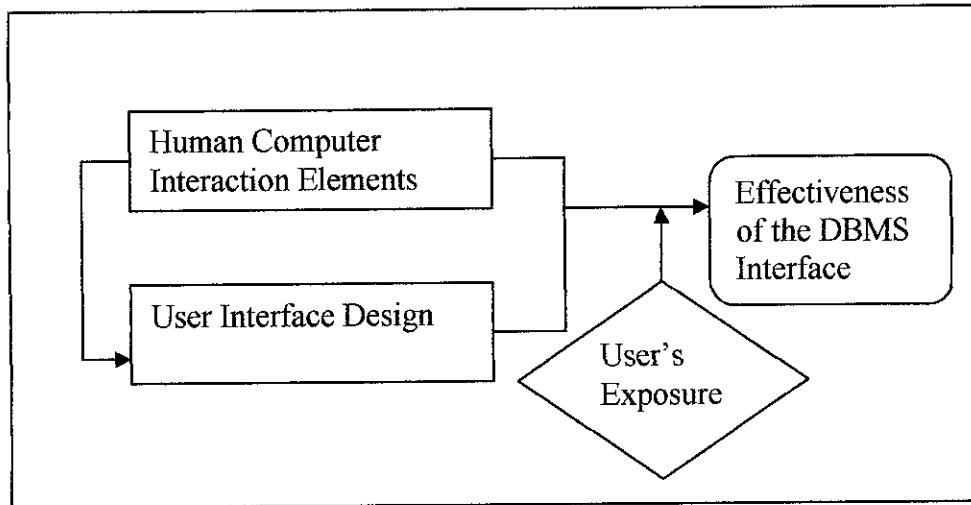 Human Computer
Interaction Elements
User Interface Design
Effectiveness
of the DBMS
Interface
User's
Exposure